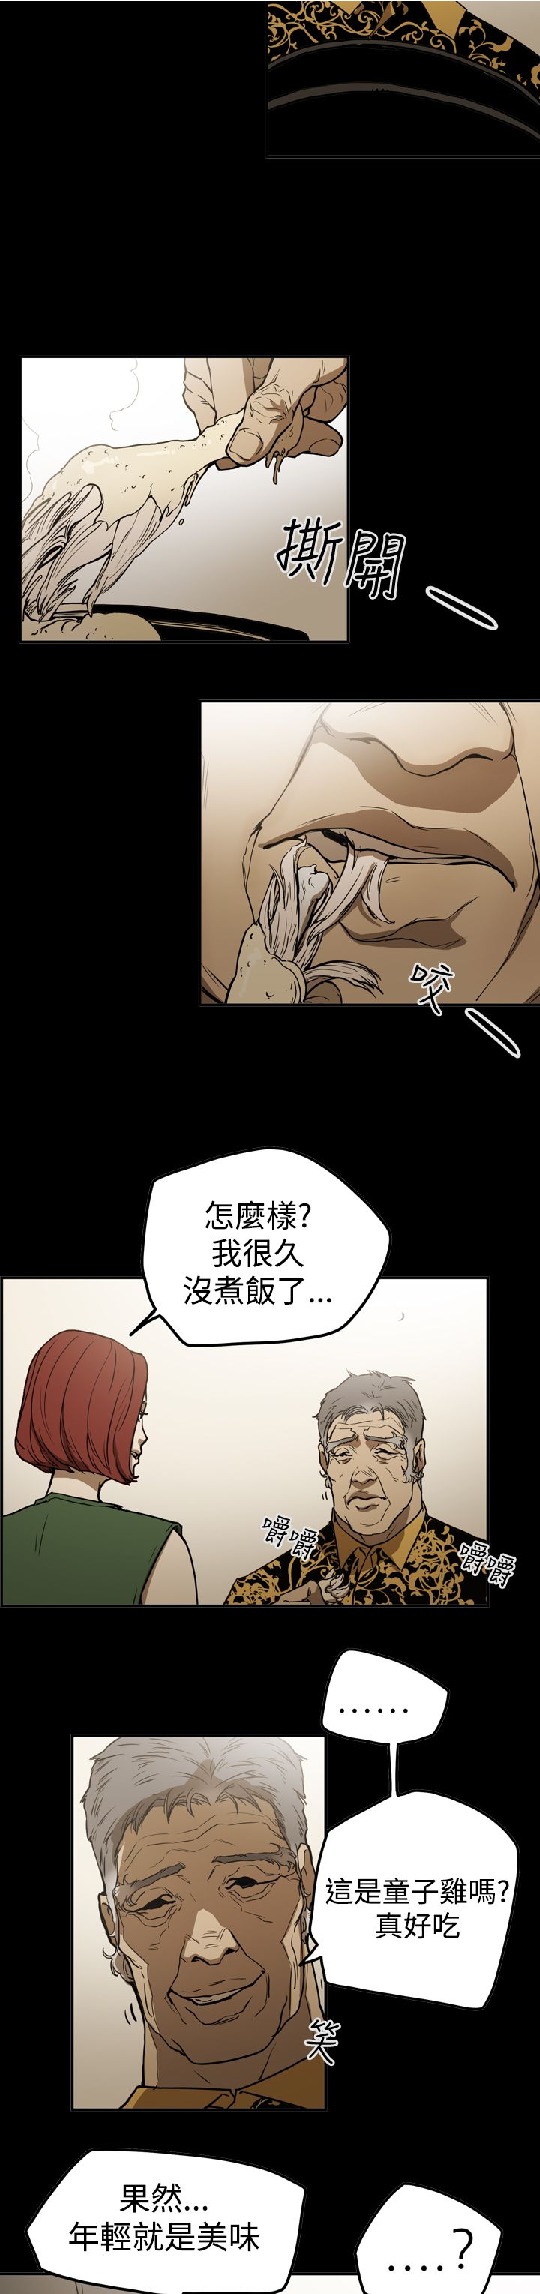 撕開
咬
怎麼樣?
我很久
沒煮飯了...
嚼嚼
嚼嚼
......
這是童子雞嗎?
真好吃
笑
果然...
年輕就是美味
....?